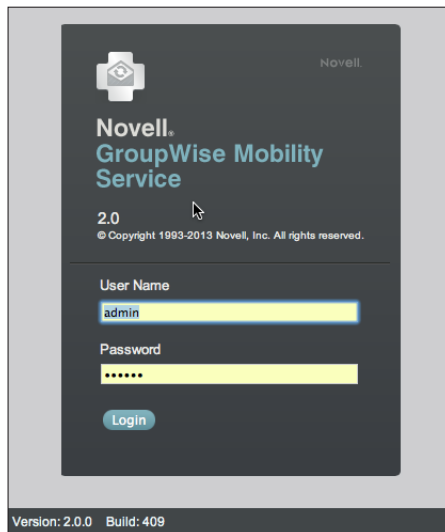 Novell.
Novell®
GroupWise Mobility
Service
2.0
© Copyright 1993-2013 Novell, Inc. All rights reserved.
User Name
admin
Password
••••••
Login
Version: 2.0.0 Build: 409